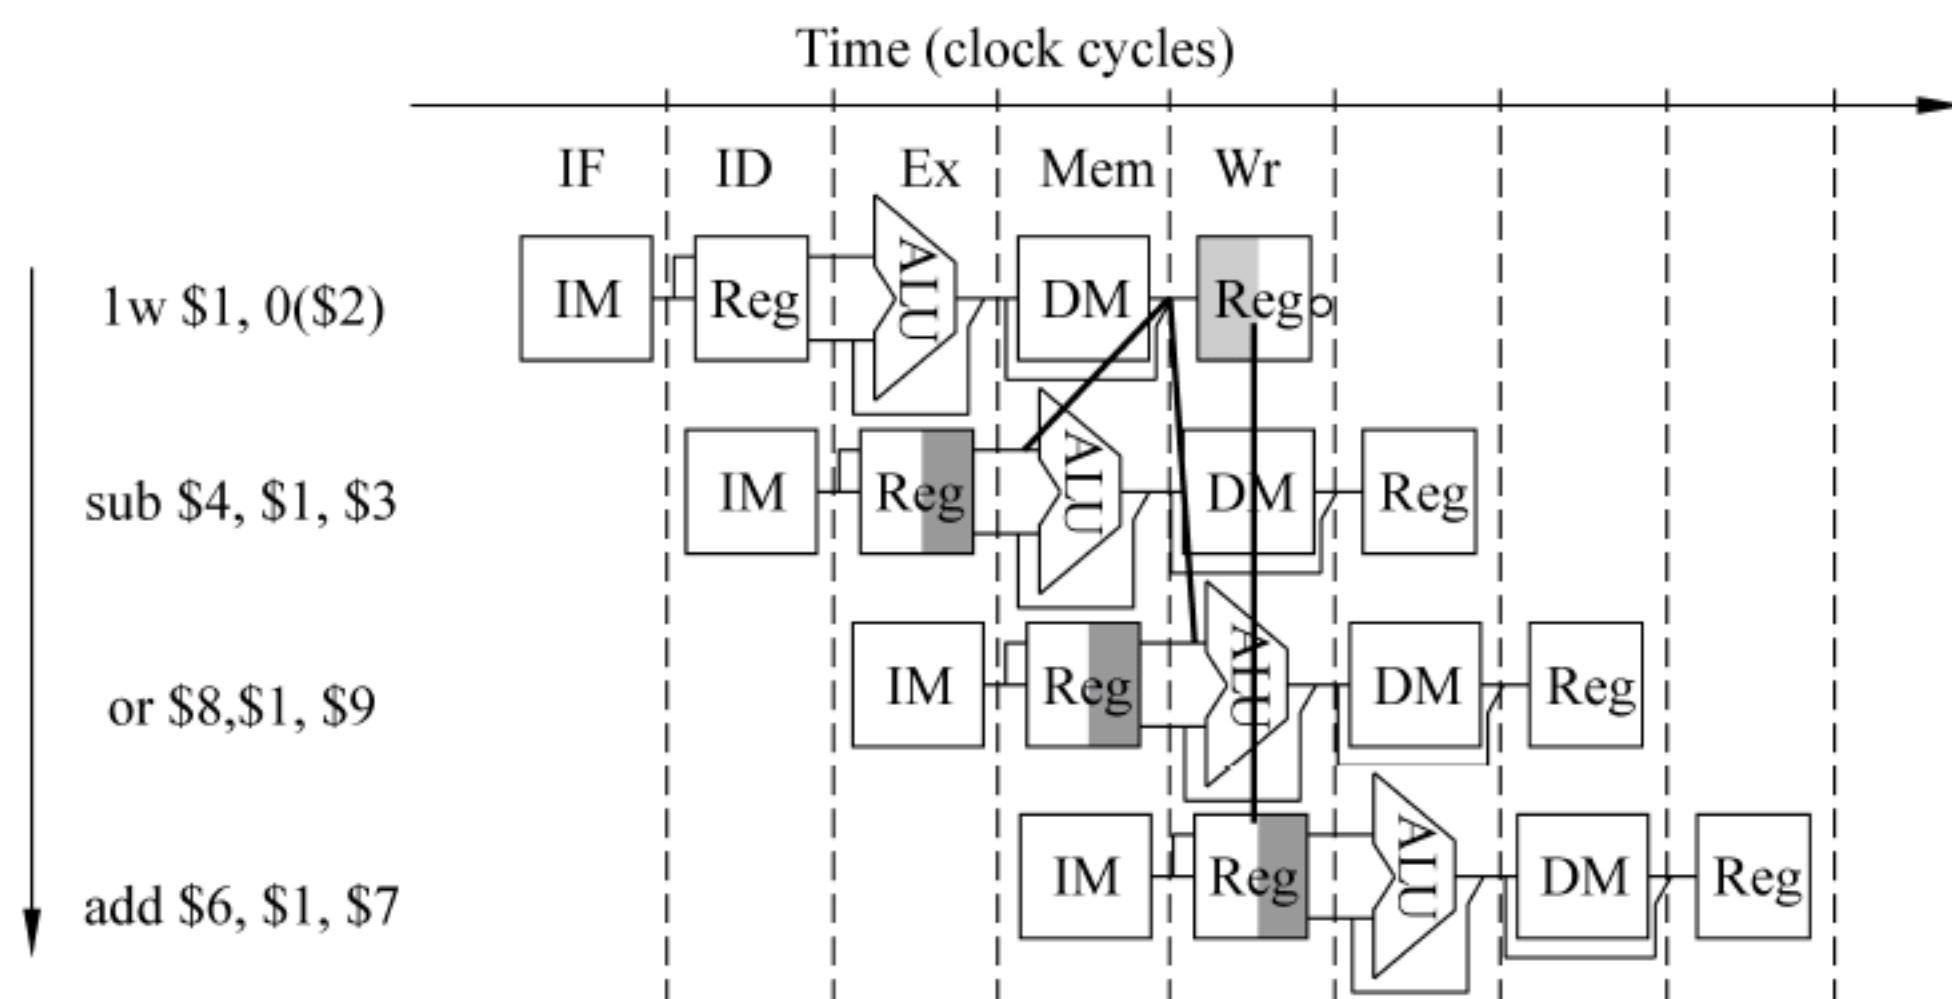 Time (clock cycles)
IF ID Ex Mem Wr
lw $1, 0($2) IM Reg ALU DM Reg
sub $4, $1, $3 IM Reg ALU DM Reg
or $8,$1, $9 IM Reg ALU DM Reg
add $6, $1, $7 IM Reg ALU DM Reg